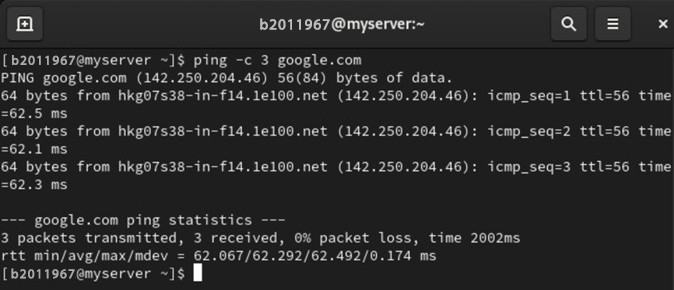 b2011967@myserver:~
[b2011967@myserver ~]$ ping -c 3 google.com
PING google.com (142.250.204.46) 56(84) bytes of data.
64 bytes from hkg07s38-in-f14.1e100.net (142.250.204.46): icmp_seq=1 ttl=56 time
=62.5 ms
64 bytes from hkg07s38-in-f14.1e100.net (142.250.204.46): icmp_seq=2 ttl=56 time
=62.1 ms
64 bytes from hkg07s38-in-f14.1e100.net (142.250.204.46): icmp_seq=3 ttl=56 time
=62.3 ms
--- google.com ping statistics ---
3 packets transmitted, 3 received, 0% packet loss, time 2002ms
rtt min/avg/max/mdev = 62.067/62.292/62.492/0.174 ms
[b2011967@myserver ~]$